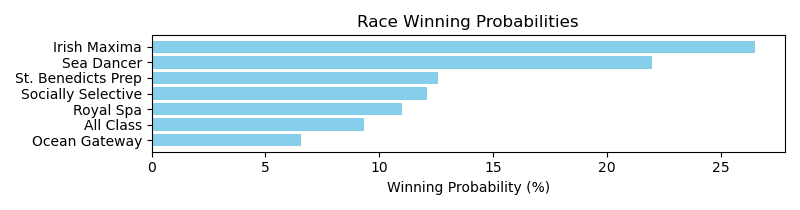 Race Winning Probabilities
Irish Maxima
Sea Dancer
St. Benedicts Prep
Socially Selective
Royal Spa
All Class
Ocean Gateway
0 5 10 15 20 25
Winning Probability (%)